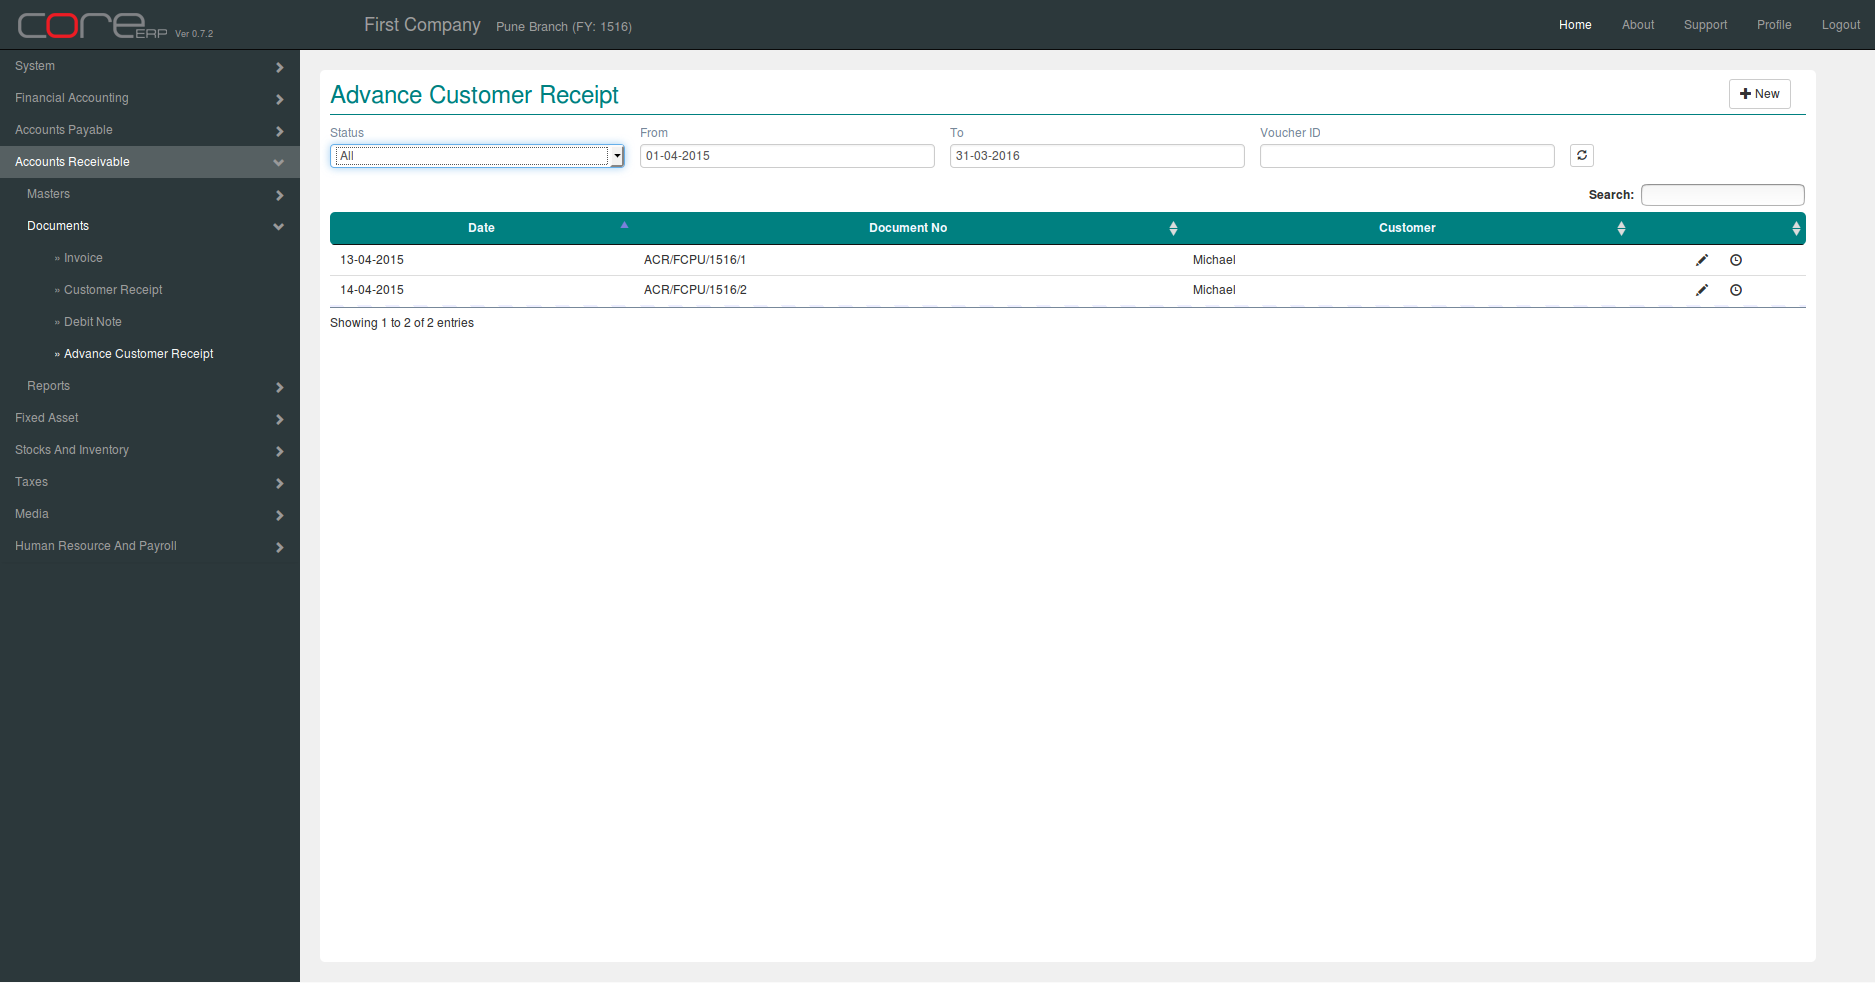 core ERP Ver 0.7.2
First Company Pune Branch (FY: 1516)
Home About Support Profile Logout
System
Financial Accounting
Accounts Payable
Accounts Receivable
Masters
Documents
» Invoice
» Customer Receipt
» Debit Note
» Advance Customer Receipt
Reports
Fixed Asset
Stocks And Inventory
Taxes
Media
Human Resource And Payroll
Advance Customer Receipt
New
Status From To Voucher ID
All 01-04-2015 31-03-2016
Search:
Date Document No Customer
13-04-2015 ACR/FCPU/1516/1 Michael
14-04-2015 ACR/FCPU/1516/2 Michael
Showing 1 to 2 of 2 entries